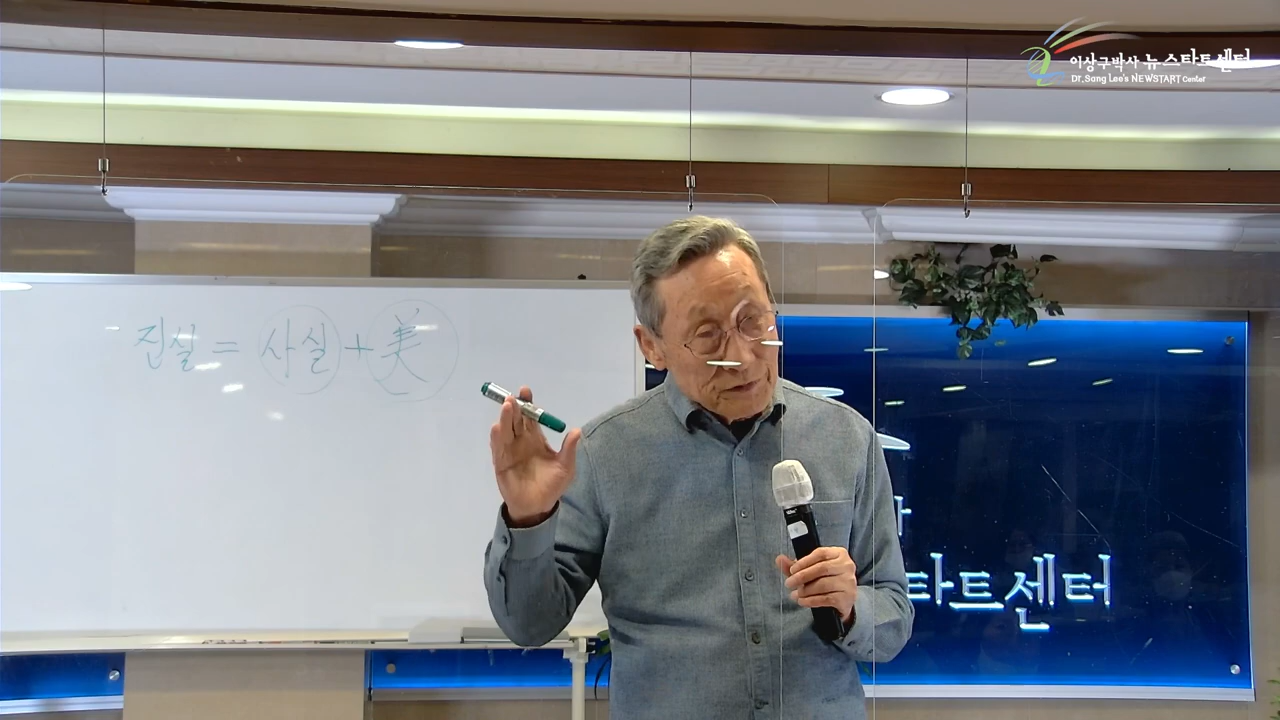 이상구박사 뉴스타트센터
Dr. Sang Lee's NEWSTART Center
진실 = 사실 + 美
타트센터